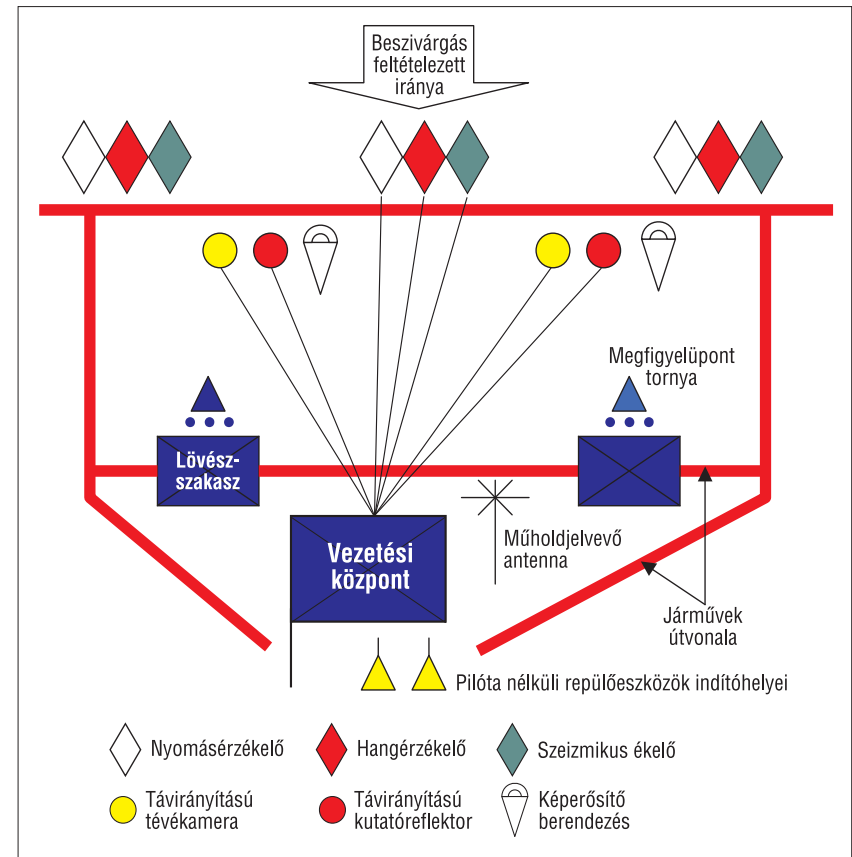 Beszivárgás
feltételezett
iránya
Megfigyelüpont
tornya
Lövész-
szakasz
Vezetési
központ
Műholdjelvevő
antenna
Járművek
útvonala
Pilóta nélküli repülőeszközök indítóhelyei
Nyomásérzékelő
Hangérzékelő
Szeizmikus ékelő
Távirányítású
tévékamera
Távirányítású
kutatóreflektor
Képerősítő
berendezés